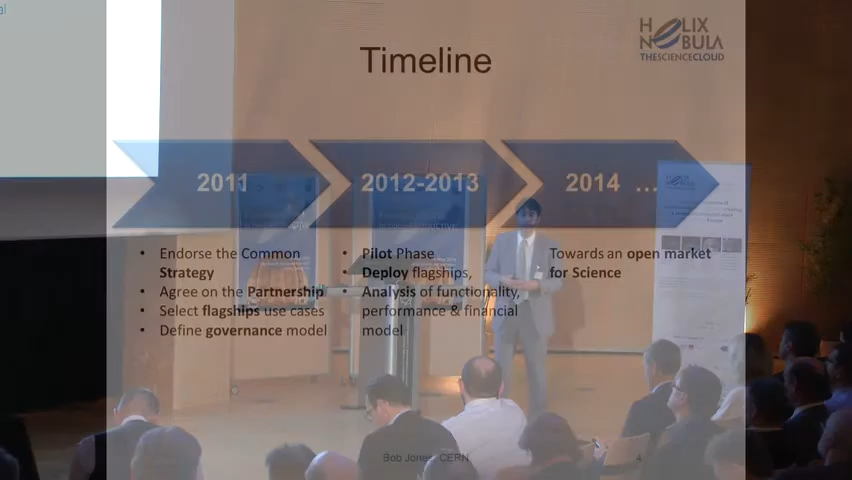 HELIX
NEBULA
THESCIENCECLOUD
Timeline
2011
2012-2013
2014 ...
• Endorse the Common
Strategy
• Agree on the Partnership
• Select flagships use cases
• Define governance model
• Pilot Phase
• Deploy flagships,
• Analysis of functionality,
performance & financial
model
Towards an open market
for Science
Bob Jones, CERN
4